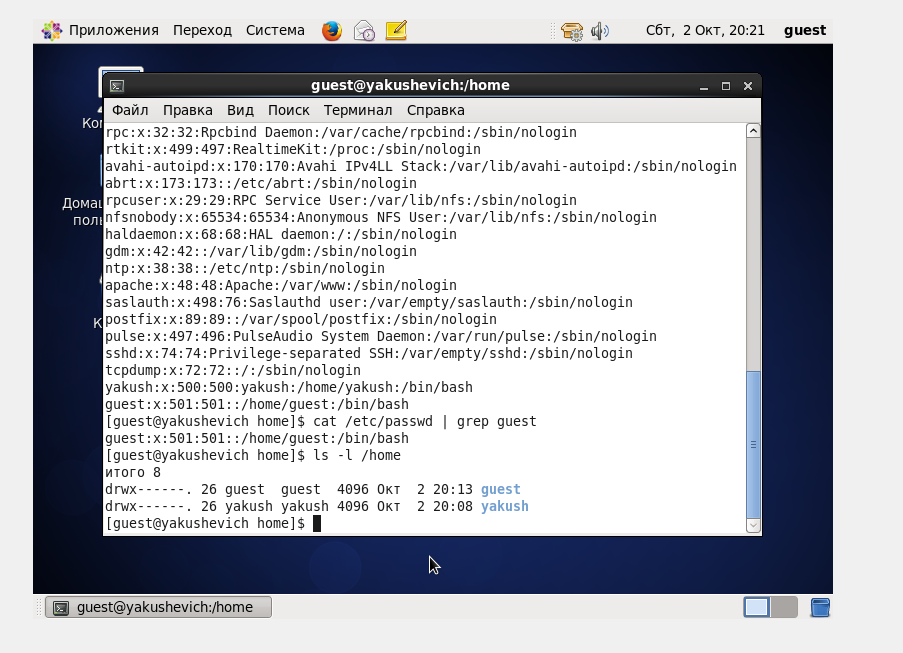 Приложения Переход Система Сбт, 2 Окт, 20:21 guest
guest@yakushevich:/home
Файл Правка Вид Поиск Терминал Справка
rpc:x:32:32:Rpcbind Daemon:/var/cache/rpcbind:/sbin/nologin
rtkit:x:499:497:RealtimeKit:/proc:/sbin/nologin
avahi-autoipd:x:170:170:Avahi IPv4LL Stack:/var/lib/avahi-autoipd:/sbin/nologin
abrt:x:173:173::/etc/abrt:/sbin/nologin
rpcuser:x:29:29:RPC Service User:/var/lib/nfs:/sbin/nologin
nfsnobody:x:65534:65534:Anonymous NFS User:/var/lib/nfs:/sbin/nologin
haldaemon:x:68:68:HAL daemon:/:/sbin/nologin
gdm:x:42:42::/var/lib/gdm:/sbin/nologin
ntp:x:38:38::/etc/ntp:/sbin/nologin
apache:x:48:48:Apache:/var/www:/sbin/nologin
saslauth:x:498:76:Saslauthd user:/var/empty/saslauth:/sbin/nologin
postfix:x:89:89::/var/spool/postfix:/sbin/nologin
pulse:x:497:496:PulseAudio System Daemon:/var/run/pulse:/sbin/nologin
sshd:x:74:74:Privilege-separated SSH:/var/empty/sshd:/sbin/nologin
tcpdump:x:72:72::/:/sbin/nologin
yakush:x:500:500:yakush:/home/yakush:/bin/bash
guest:x:501:501::/home/guest:/bin/bash
[guest@yakushevich home]$ cat /etc/passwd | grep guest
guest:x:501:501::/home/guest:/bin/bash
[guest@yakushevich home]$ ls -l /home
итого 8
drwx------. 26 guest  guest  4096 Окт  2 20:13 guest
drwx------. 26 yakush yakush 4096 Окт  2 20:08 yakush
[guest@yakushevich home]$
guest@yakushevich:/home